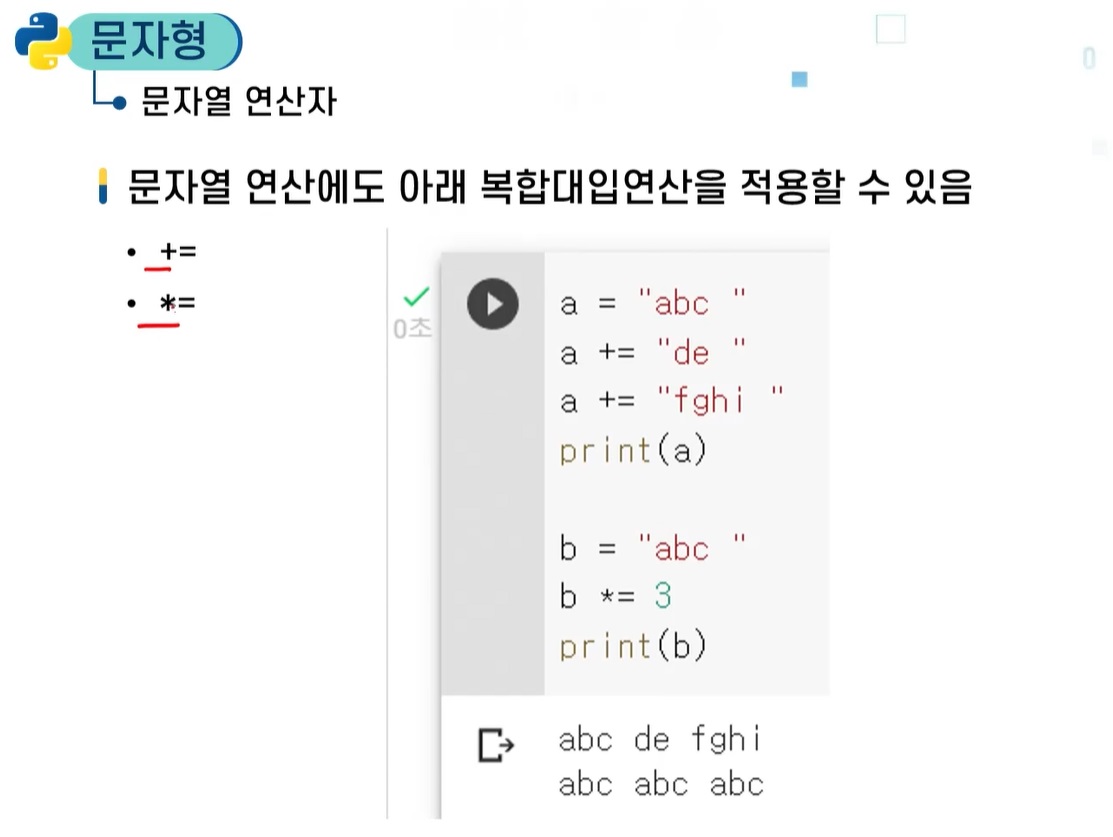 문자형
문자열 연산자
문자열 연산에도 아래 복합대입연산을 적용할 수 있음
• +=
• *=
0초
a = "abc "
a += "de "
a += "fghi "
print(a)
b = "abc "
b *= 3
print(b)
abc de fghi
abc abc abc